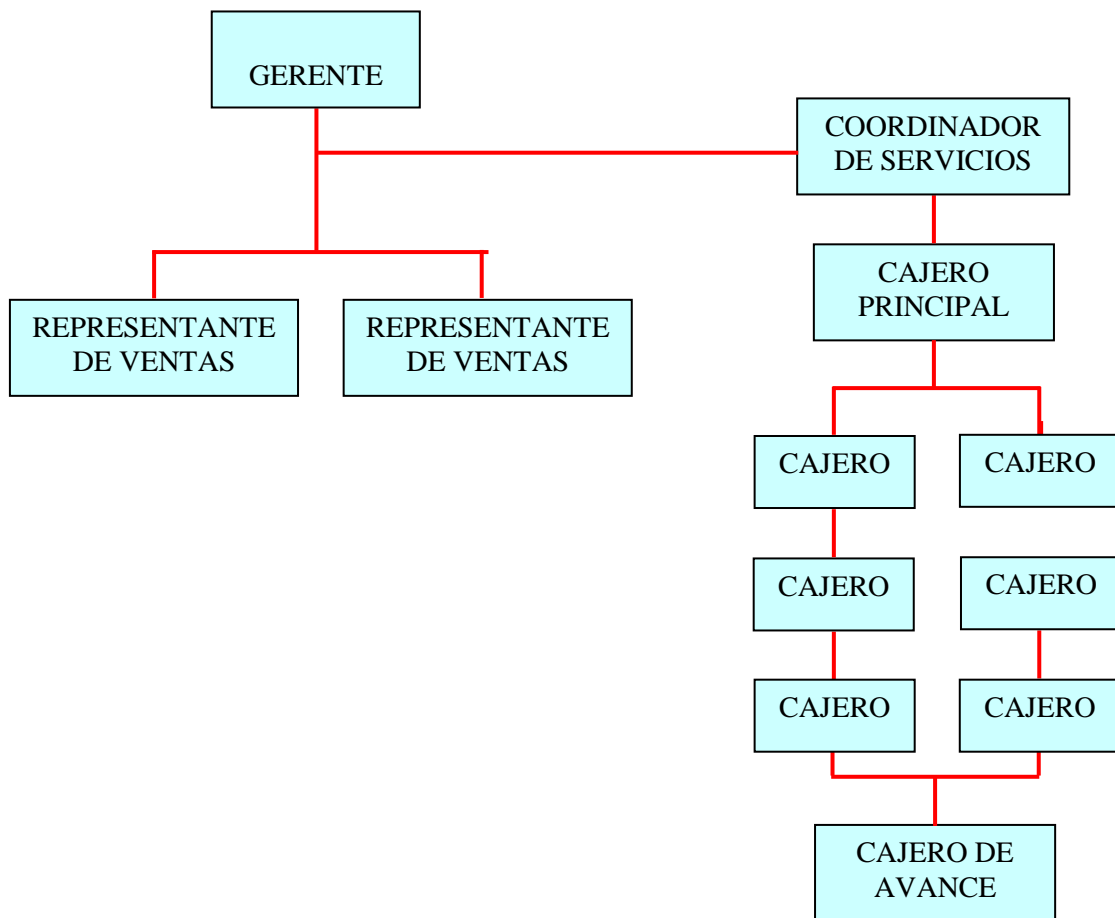 GERENTE
COORDINADOR
DE SERVICIOS
CAJERO
PRINCIPAL
REPRESENTANTE
DE VENTAS
REPRESENTANTE
DE VENTAS
CAJERO
CAJERO
CAJERO
CAJERO
CAJERO
CAJERO
CAJERO DE
AVANCE